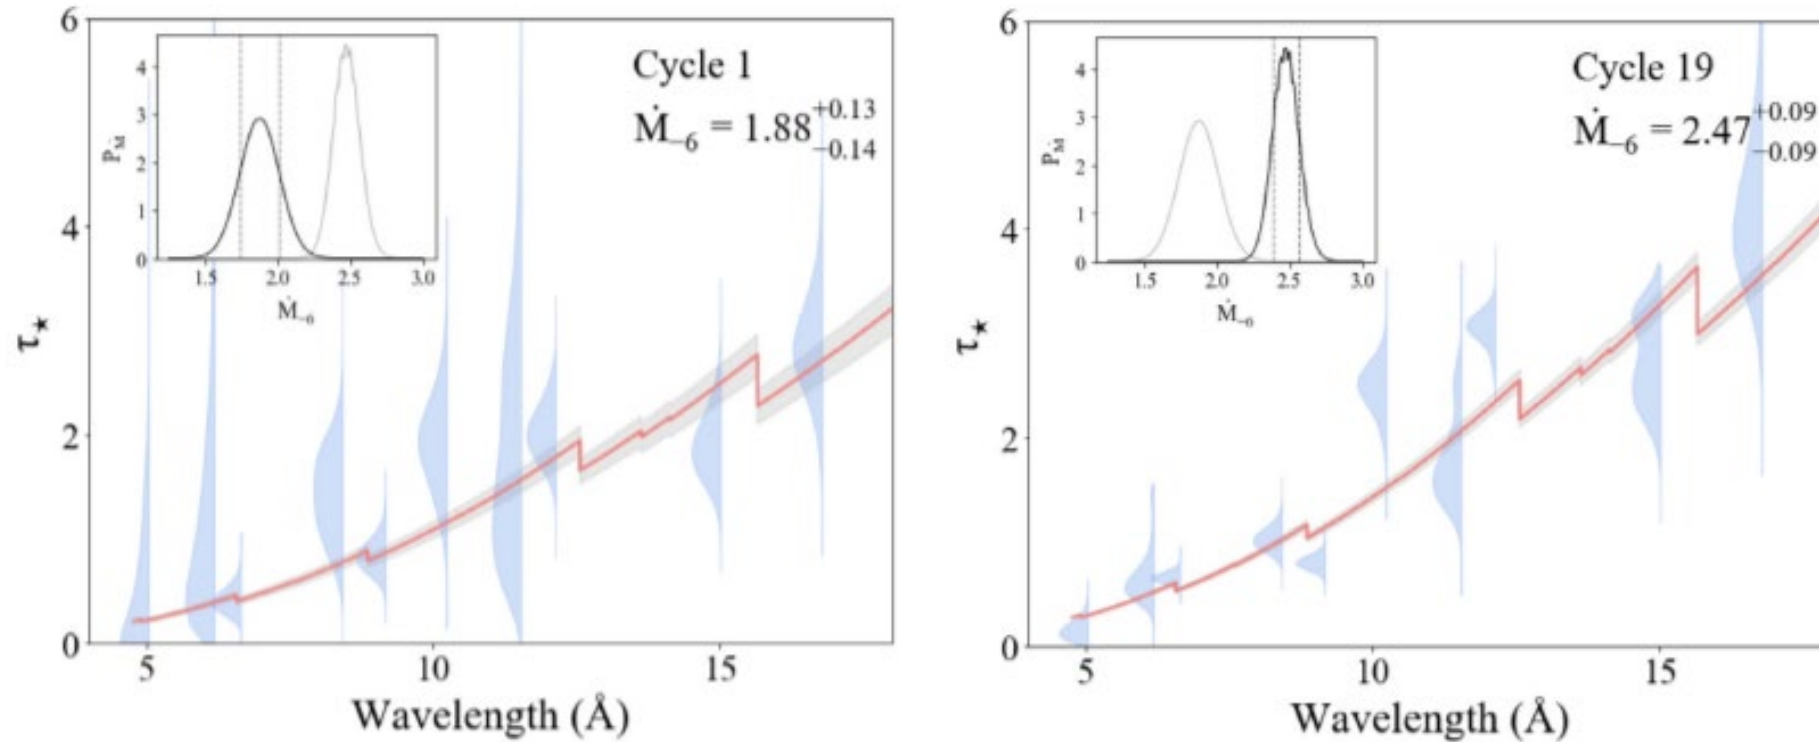 6
4
2
0
τ★
5
10
15
Wavelength (Å)
Cycle 1
Ṁ₋₆ = 1.88 +0.13 −0.14
4
3
2
1
0
P_Ṁ
1.5
2.0
2.5
3.0
Ṁ₋₆
6
4
2
0
τ★
5
10
15
Wavelength (Å)
Cycle 19
Ṁ₋₆ = 2.47 +0.09 −0.09
4
3
2
1
0
P_Ṁ
1.5
2.0
2.5
3.0
Ṁ₋₆